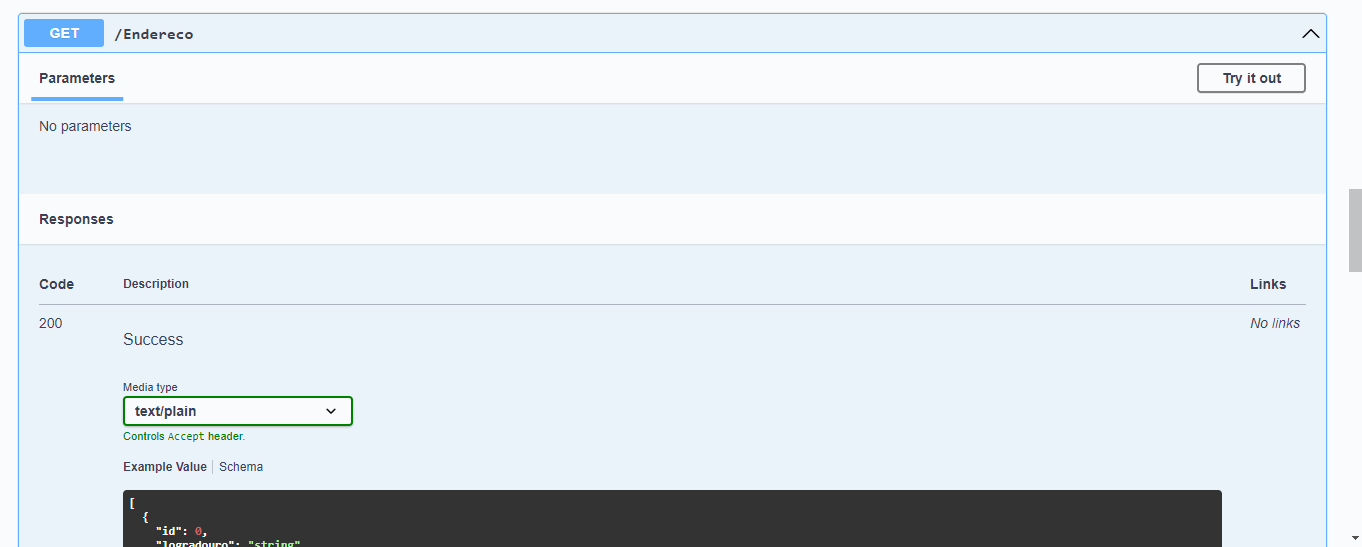 GET /Endereco
Parameters
Try it out
No parameters
Responses
Code Description Links
200 No links
Success
Media type
text/plain
Controls Accept header.
Example Value Schema
[
{
"id": 0,
"logradouro": "string"